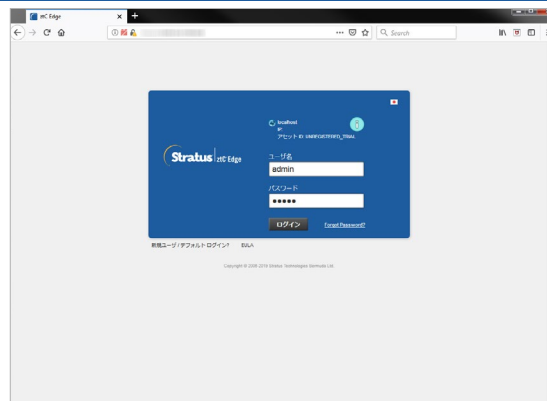 ztC Edge
Search
localhost
IP:
アセット ID: UNREGISTERED_TRIAL
Stratus ztC Edge
ユーザ名
admin
パスワード
ログイン
Forgot Password?
新規ユーザ / デフォルト ログイン?
EULA
Copyright © 2008-2018 Stratus Technologies Bermuda Ltd.